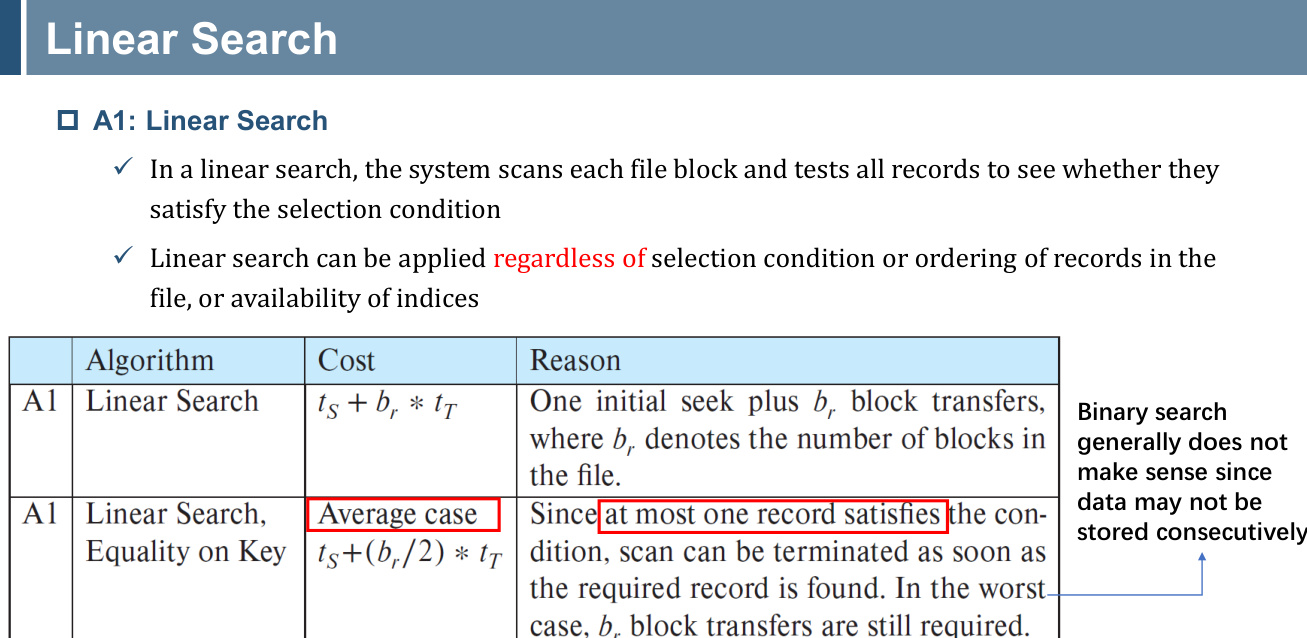 Linear Search
A1: Linear Search
In a linear search, the system scans each file block and tests all records to see whether they
satisfy the selection condition
Linear search can be applied regardless of selection condition or ordering of records in the
file, or availability of indices
Algorithm Cost Reason
A1 Linear Search t_S + b_r * t_T One initial seek plus b_r block transfers,
where b_r denotes the number of blocks in
the file.
A1 Linear Search, Average case Since at most one record satisfies the con-
Equality on Key t_S+(b_r/2) * t_T dition, scan can be terminated as soon as
the required record is found. In the worst
case, b_r block transfers are still required.
Binary search
generally does not
make sense since
data may not be
stored consecutively